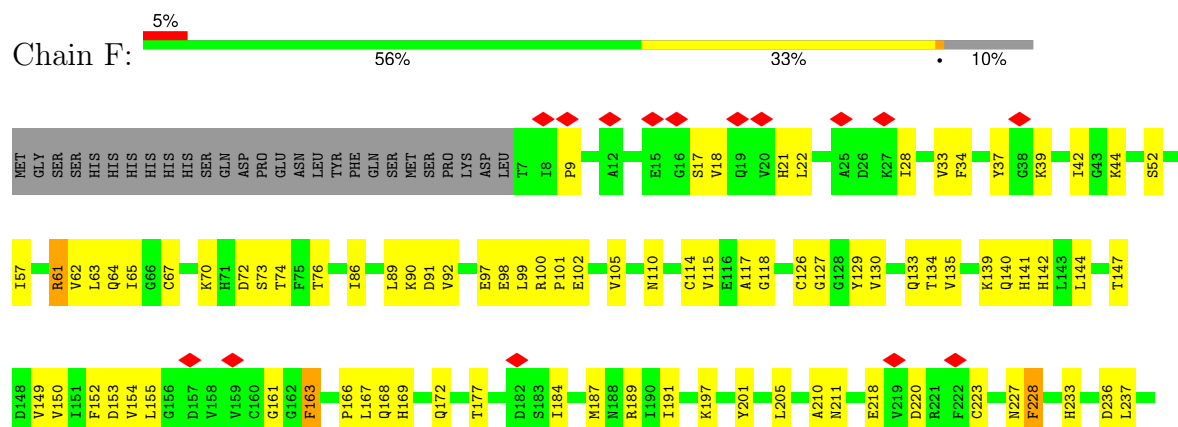 5%
Chain F:
56% 33% • 10%
MET GLY SER SER HIS HIS HIS HIS HIS HIS SER GLN ASP PRO GLU ASN LEU TYR PHE GLN SER MET SER PRO LYS ASP LEU T7 I8 P9 A12 E15 G16 S17 V18 Q19 V20 H21 L22 A25 D26 K27 I28 V33 F34 Y37 G38 K39 I42 G43 K44 S52
I57 R61 V62 L63 Q64 I65 G66 C67 K70 H71 D72 S73 T74 F75 T76 I86 L89 K90 D91 V92 E97 E98 L99 R100 P101 E102 V105 N110 C114 V115 E116 A117 G118 C126 G127 G128 Y129 V130 Q133 T134 V135 K139 Q140 H141 H142 L143 L144 T147
D148 V149 V150 I151 F152 D153 V154 L155 G156 D157 V158 V159 C160 G161 G162 F163 P166 L167 Q168 H169 Q172 T177 D182 S183 I184 M187 N188 R189 I190 I191 K197 Y201 L205 A210 N211 E218 V219 D220 R221 F222 C223 N227 F228 H233 D236 L237